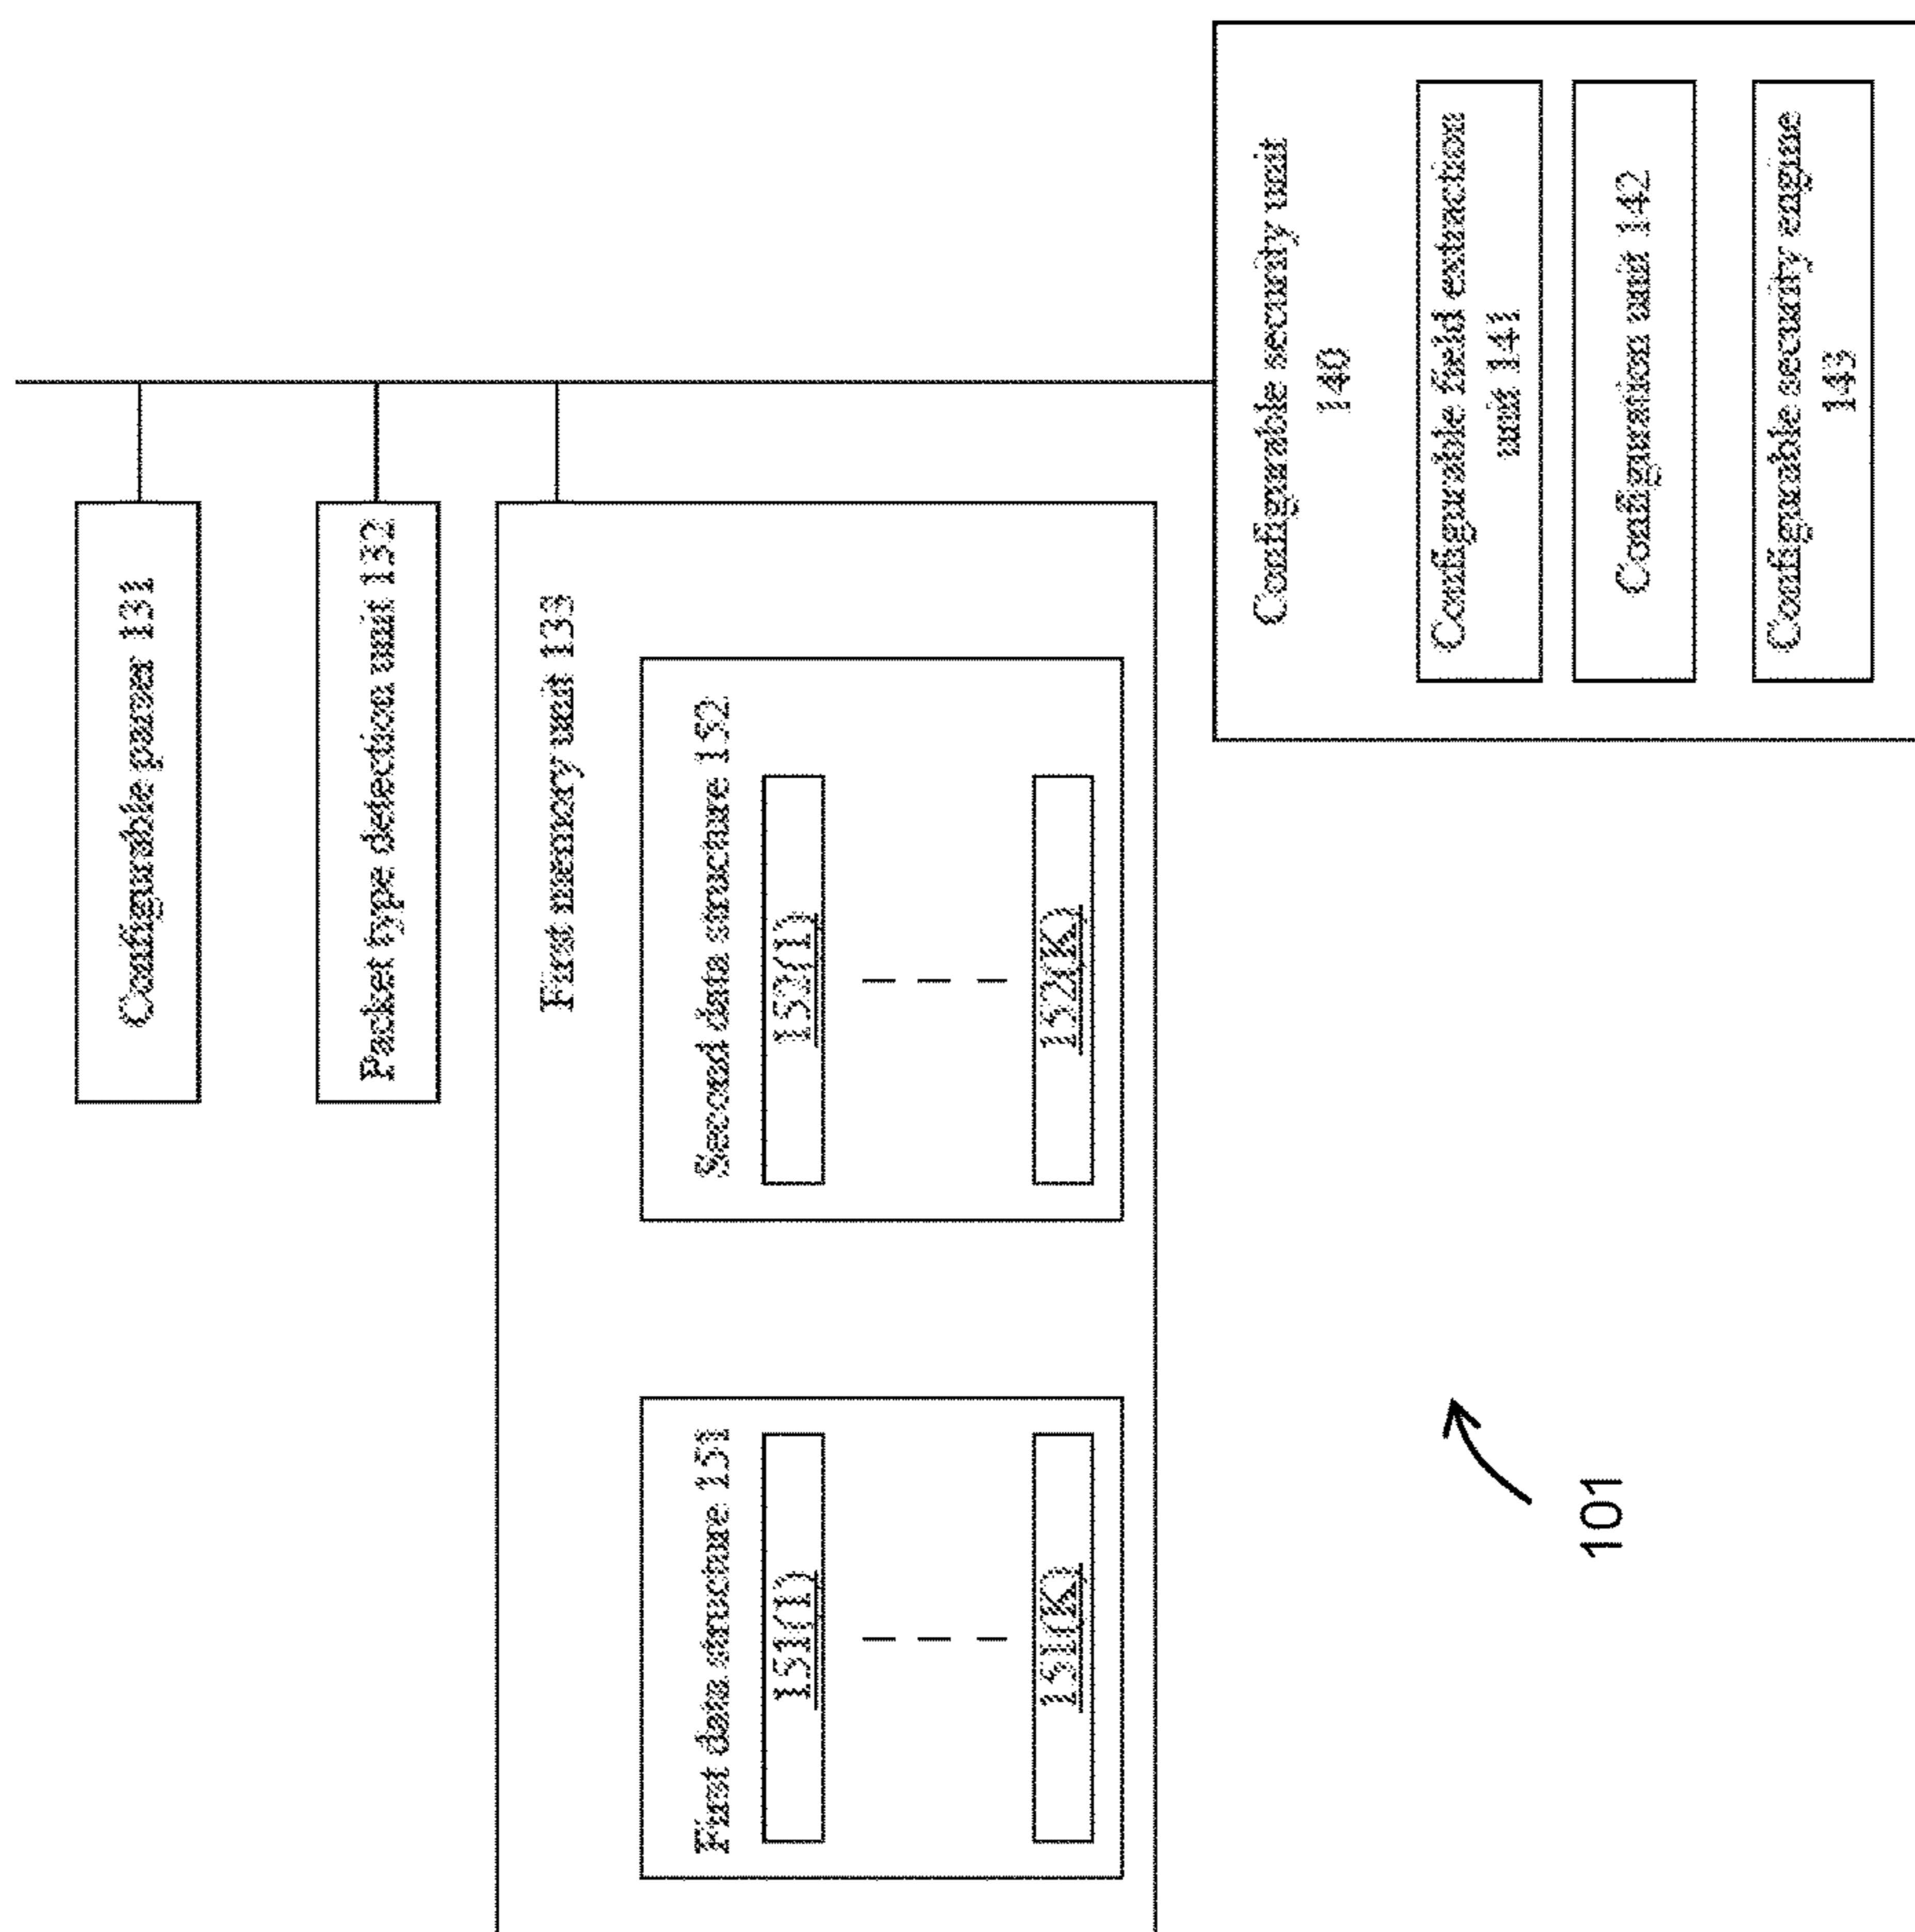 Configurable parser 131
Packet type detection unit 132
First memory unit 133
First data structure 151
151(1)
151(K)
Second data structure 152
152(1)
152(K)
Configurable security unit
140
Configurable field extraction
unit 141
Configuration unit 142
Configurable security engine
143
101